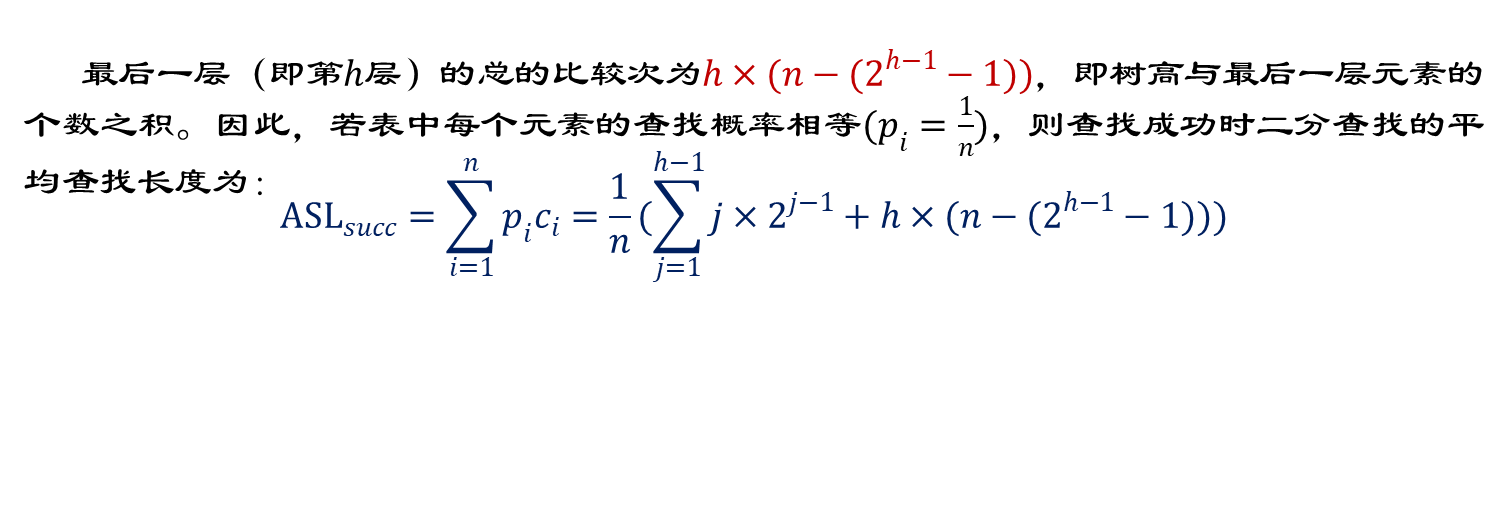 最后一层（即第ℎ层）的总的比较次为ℎ × (𝑛 − (2^{ℎ−1} − 1))，即树高与最后一层元素的
个数之积。因此，若表中每个元素的查找概率相等(𝑝_𝑖 = \frac{1}{𝑛})，则查找成功时二分查找的平
均查找长度为：
ASL_{succ} = \sum_{i=1}^{n} p_i c_i = \frac{1}{n} (\sum_{j=1}^{h−1} j × 2^{j−1} + h × (n − (2^{h−1} − 1)))